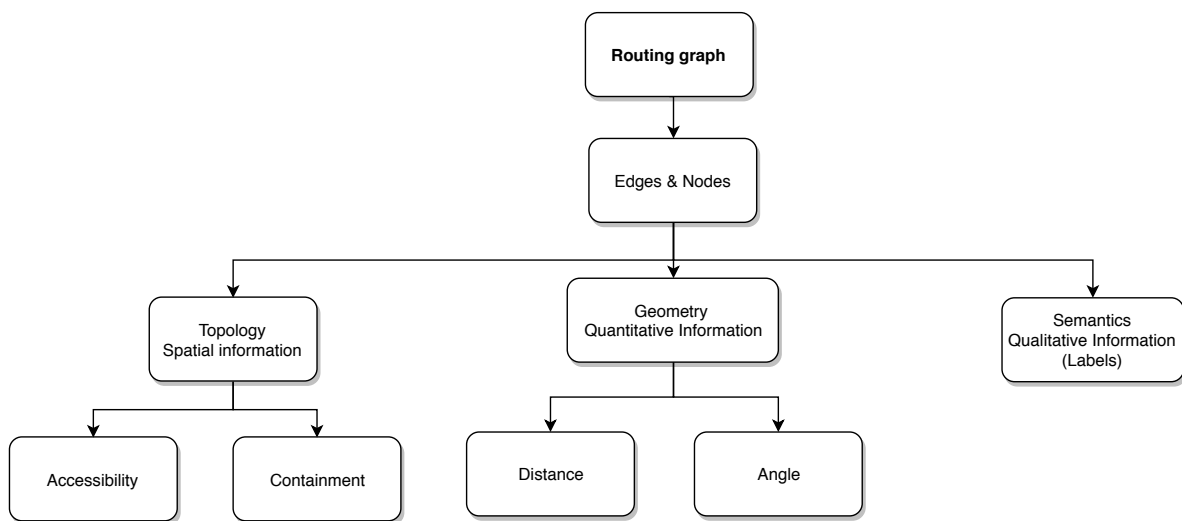 Routing graph
Edges & Nodes
Topology
Spatial information
Geometry
Quantitative Information
Semantics
Qualitative Information
(Labels)
Accessibility
Containment
Distance
Angle